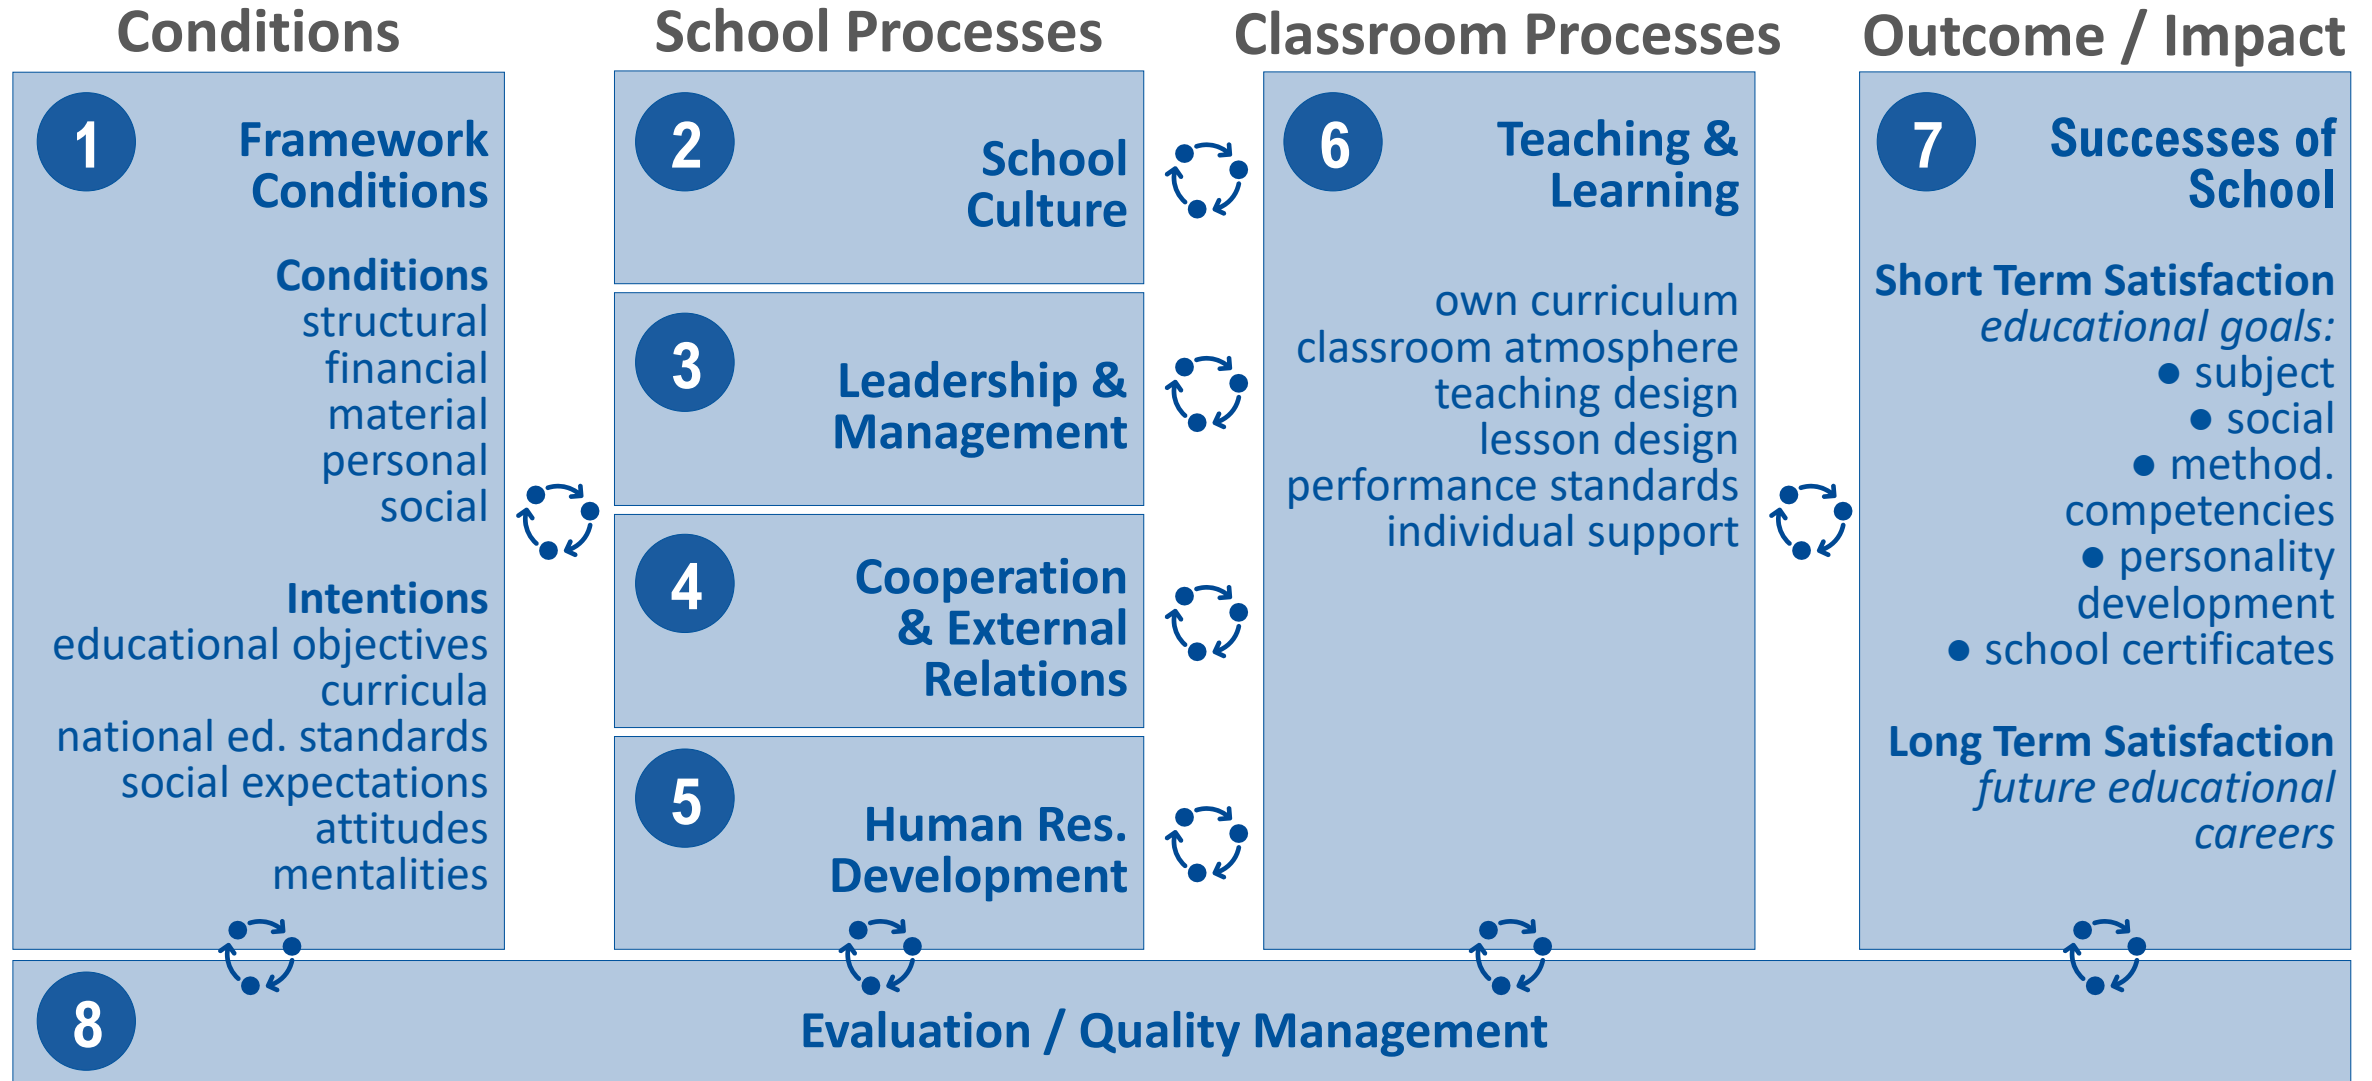 Conditions
School Processes
Classroom Processes
Outcome / Impact
1
Framework
Conditions
Conditions
structural
financial
material
personal
social
Intentions
educational objectives
curricula
national ed. standards
social expectations
attitudes
mentalities
2
School
Culture
3
Leadership &
Management
4
Cooperation
& External
Relations
5
Human Res.
Development
6
Teaching &
Learning
own curriculum
classroom atmosphere
teaching design
lesson design
performance standards
individual support
7
Successes of
School
Short Term Satisfaction
educational goals:
● subject
● social
● method.
competencies
● personality
development
● school certificates
Long Term Satisfaction
future educational
careers
8
Evaluation / Quality Management